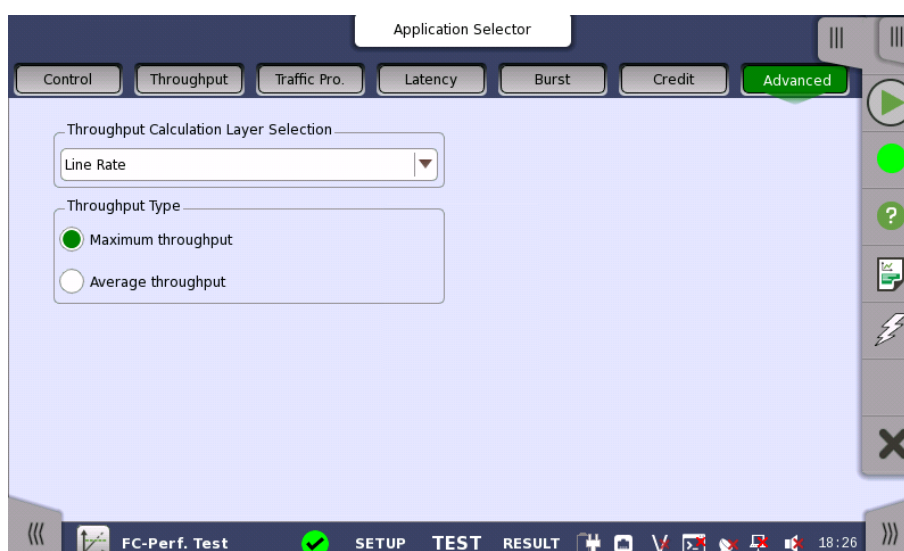 Application Selector
Control Throughput Traffic Pro. Latency Burst Credit Advanced
Throughput Calculation Layer Selection
Line Rate
Throughput Type
Maximum throughput
Average throughput
FC-Perf. Test SETUP TEST RESULT 18:26